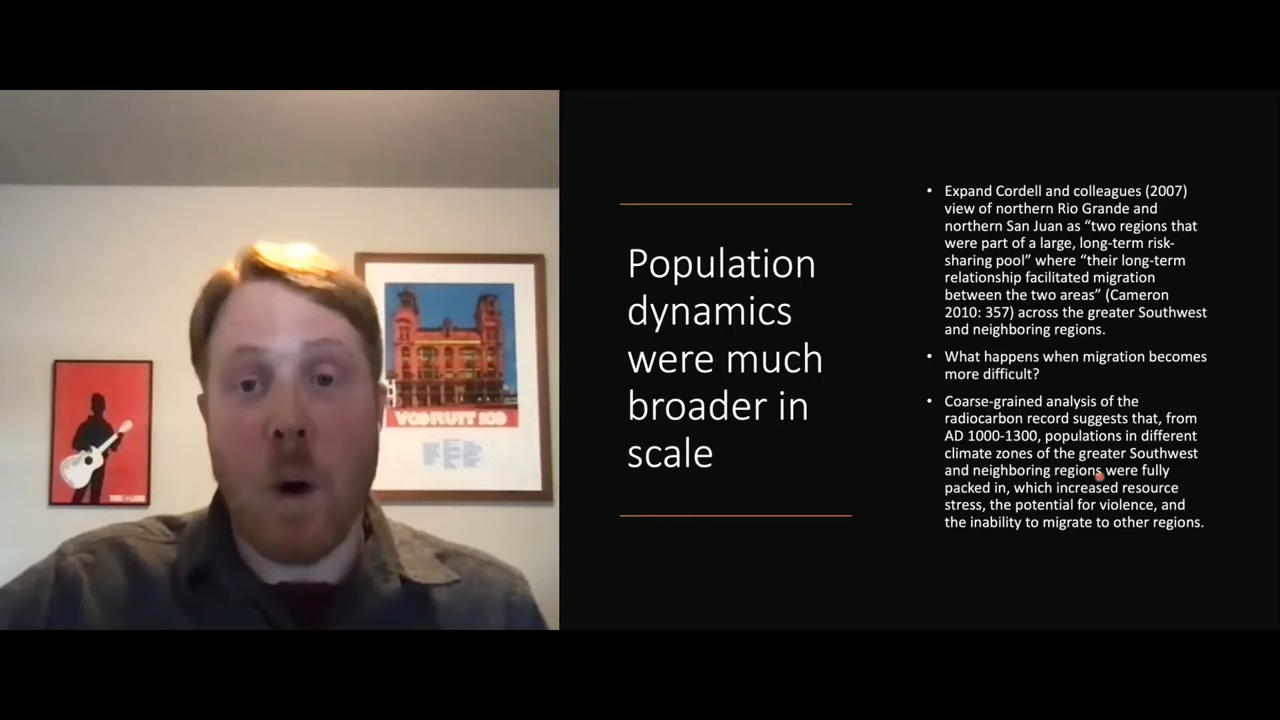 VOORUIT 100
Population
dynamics
were much
broader in
scale
• Expand Cordell and colleagues (2007)
view of northern Rio Grande and
northern San Juan as “two regions that
were part of a large, long-term risk-
sharing pool” where “their long-term
relationship facilitated migration
between the two areas” (Cameron
2010: 357) across the greater Southwest
and neighboring regions.
• What happens when migration becomes
more difficult?
• Coarse-grained analysis of the
radiocarbon record suggests that, from
AD 1000-1300, populations in different
climate zones of the greater Southwest
and neighboring regions were fully
packed in, which increased resource
stress, the potential for violence, and
the inability to migrate to other regions.